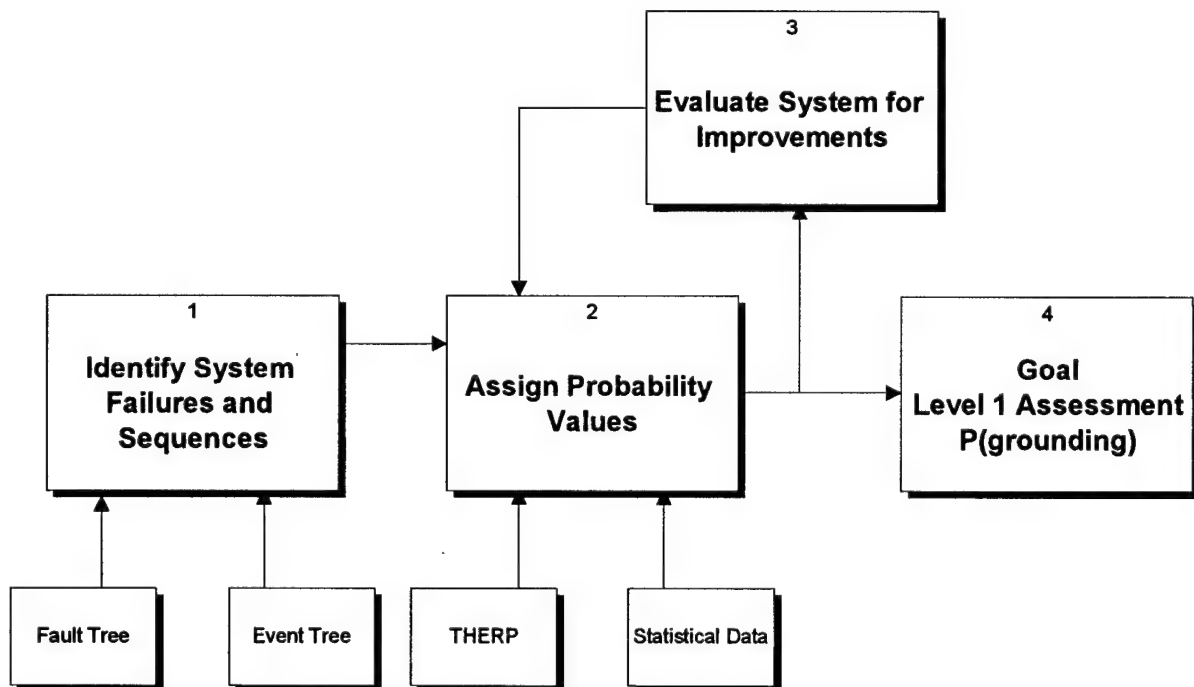 3
Evaluate System for
Improvements
1
Identify System
Failures and
Sequences
2
Assign Probability
Values
4
Goal
Level 1 Assessment
P(grounding)
Fault Tree
Event Tree
THERP
Statistical Data